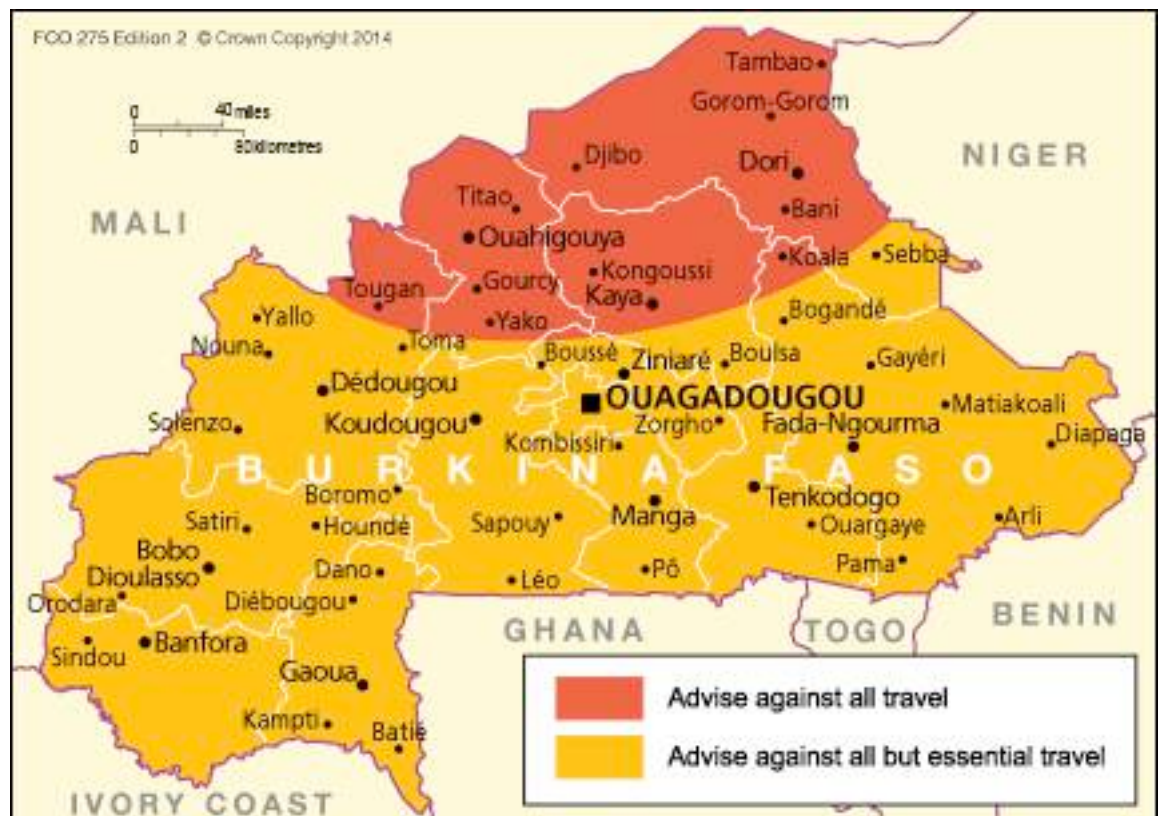 FCO 275 Edition 2 © Crown Copyright 2014
0 40 miles
0 80kilometres
Tambao
Gorom-Gorom
Djibo
Dori
NIGER
Titao
Bani
MALI
Ouahigouya
Koala
Sebba
Kongoussi
Gourcy
Tougan
Kaya
Bogandé
Yallo
Yako
Nouna
Toma
Boussé
Ziniaré
Boulsa
Gayéri
Dédougou
OUAGADOUGOU
Matiakoali
Solenzo
Koudougou
Zorgho
Fada-Ngourma
Diapaga
Kombissiri
BURKINA FASO
Boromo
Tenkodogo
Satiri
Houndé
Sapouy
Manga
Ouargaye
Arli
Bobo
Dioulasso
Dano
Léo
Pô
Pama
Orodara
Diébougou
GHANA
TOGO
BENIN
Banfora
Sindou
Gaoua
Kampti
Batié
IVORY COAST
Advise against all travel
Advise against all but essential travel